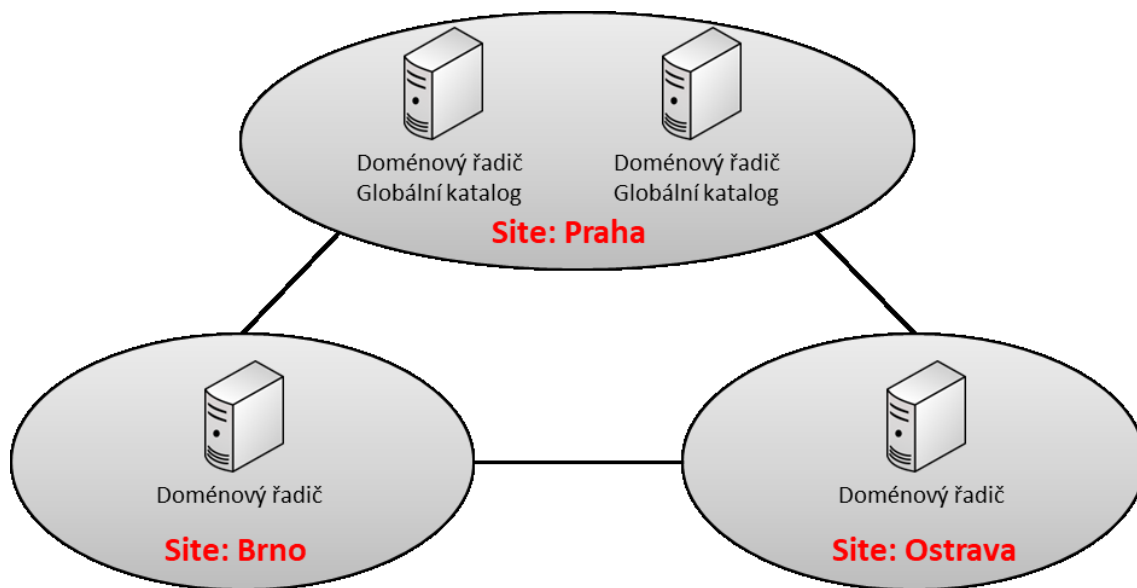 Doménový řadič
Globální katalog
Doménový řadič
Globální katalog
Site: Praha
Doménový řadič
Site: Brno
Doménový řadič
Site: Ostrava